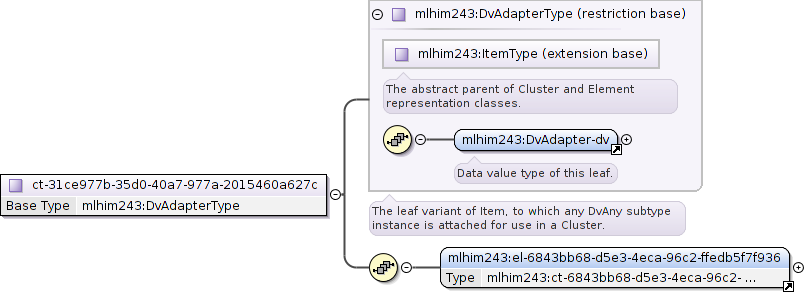 mlhim243:DvAdapterType (restriction base)
mlhim243:ItemType (extension base)
The abstract parent of Cluster and Element
representation classes.
mlhim243:DvAdapter-dv
Data value type of this leaf.
ct-31ce977b-35d0-40a7-977a-2015460a627c
Base Type mlhim243:DvAdapterType
The leaf variant of Item, to which any DvAny subtype
instance is attached for use in a Cluster.
mlhim243:el-6843bb68-d5e3-4eca-96c2-ffedb5f7f936
Type mlhim243:ct-6843bb68-d5e3-4eca-96c2- ...